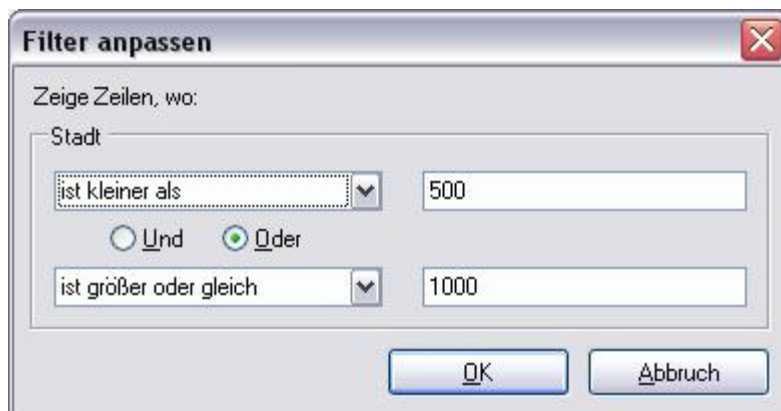 Filter anpassen
Zeige Zeilen, wo:
Stadt
ist kleiner als 500
Und Oder
ist größer oder gleich 1000
OK Abbruch